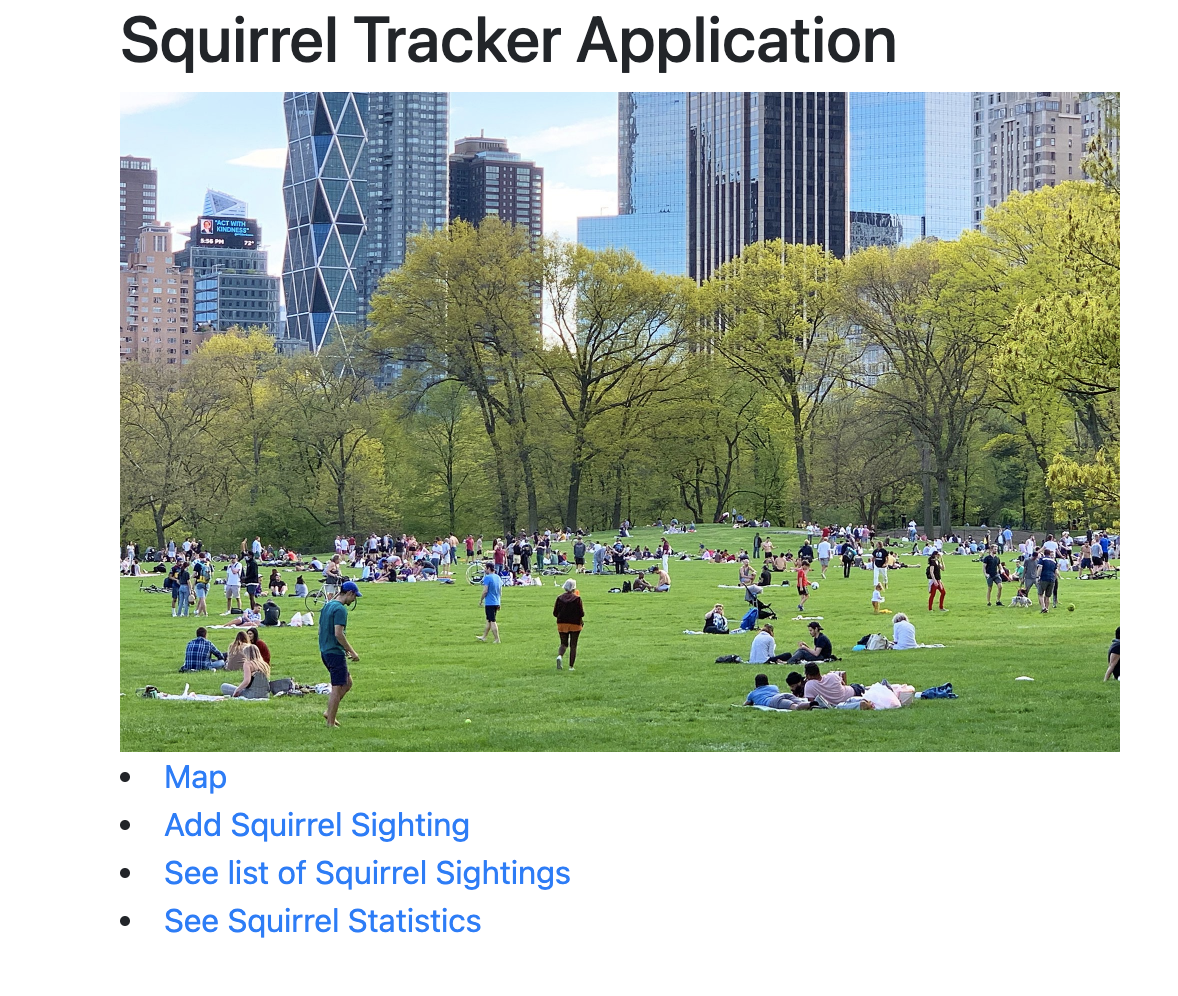 Squirrel Tracker Application
"ACT WITH
KINDNESS"
5:56 PM 72°
Map
Add Squirrel Sighting
See list of Squirrel Sightings
See Squirrel Statistics